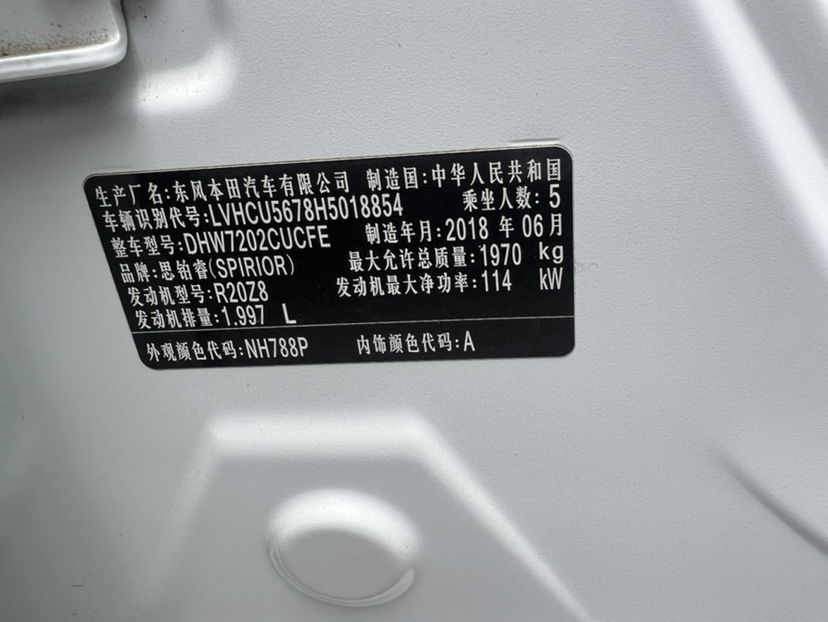 生产厂名:东风本田汽车有限公司 制造国:中华人民共和国
车辆识别代号:LVHCU5678H5018854 乘坐人数:5
整车型号:DHW7202CUCFE 制造年月:2018 年 06 月
品牌:思铂睿(SPIRIOR) 最大允许总质量:1970 kg
发动机型号:R20Z8 发动机最大净功率:114 kW
发动机排量:1.997 L
外观颜色代码:NH788P 内饰颜色代码:A